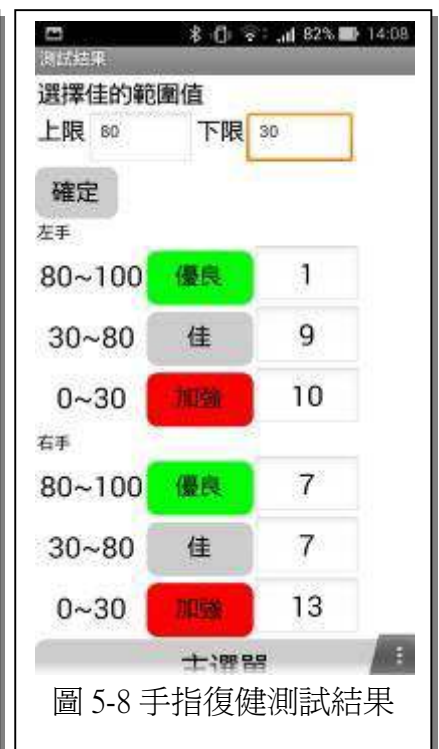 82% 14:08
測試結果
選擇佳的範圍值
上限 80 下限 30
確定
左手
80~100 優良 1
30~80 佳 9
0~30 加強 10
右手
80~100 優良 7
30~80 佳 7
0~30 加強 13
主選單
圖 5-8 手指復健測試結果